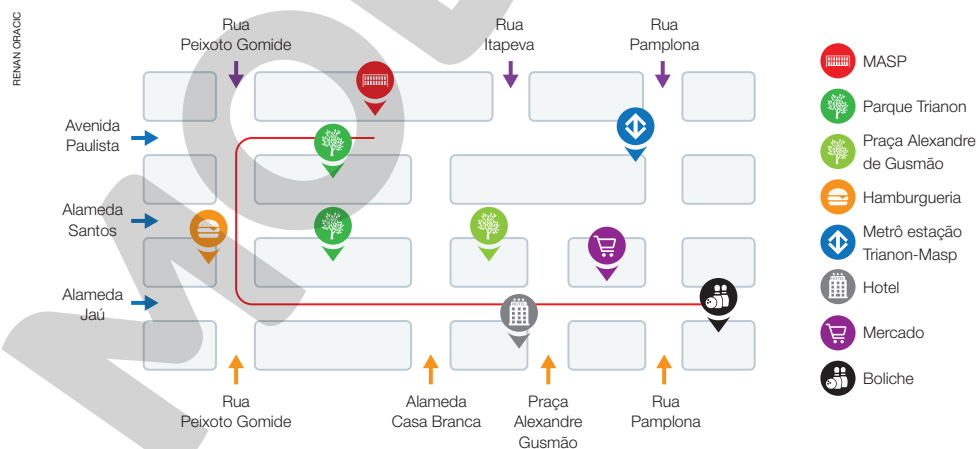 RENAN ORACIC
Rua
Peixoto Gomide
Rua
Itapeva
Rua
Pamplona
Avenida
Paulista
Alameda
Santos
Alameda
Jaú
HOTEL
Rua
Peixoto Gomide
Alameda
Casa Branca
Praça
Alexandre
Gusmão
Rua
Pamplona
MASP
Parque Trianon
Praça Alexandre
de Gusmão
Hamburgueria
Metrô estação
Trianon-Masp
Hotel
Mercado
Boliche